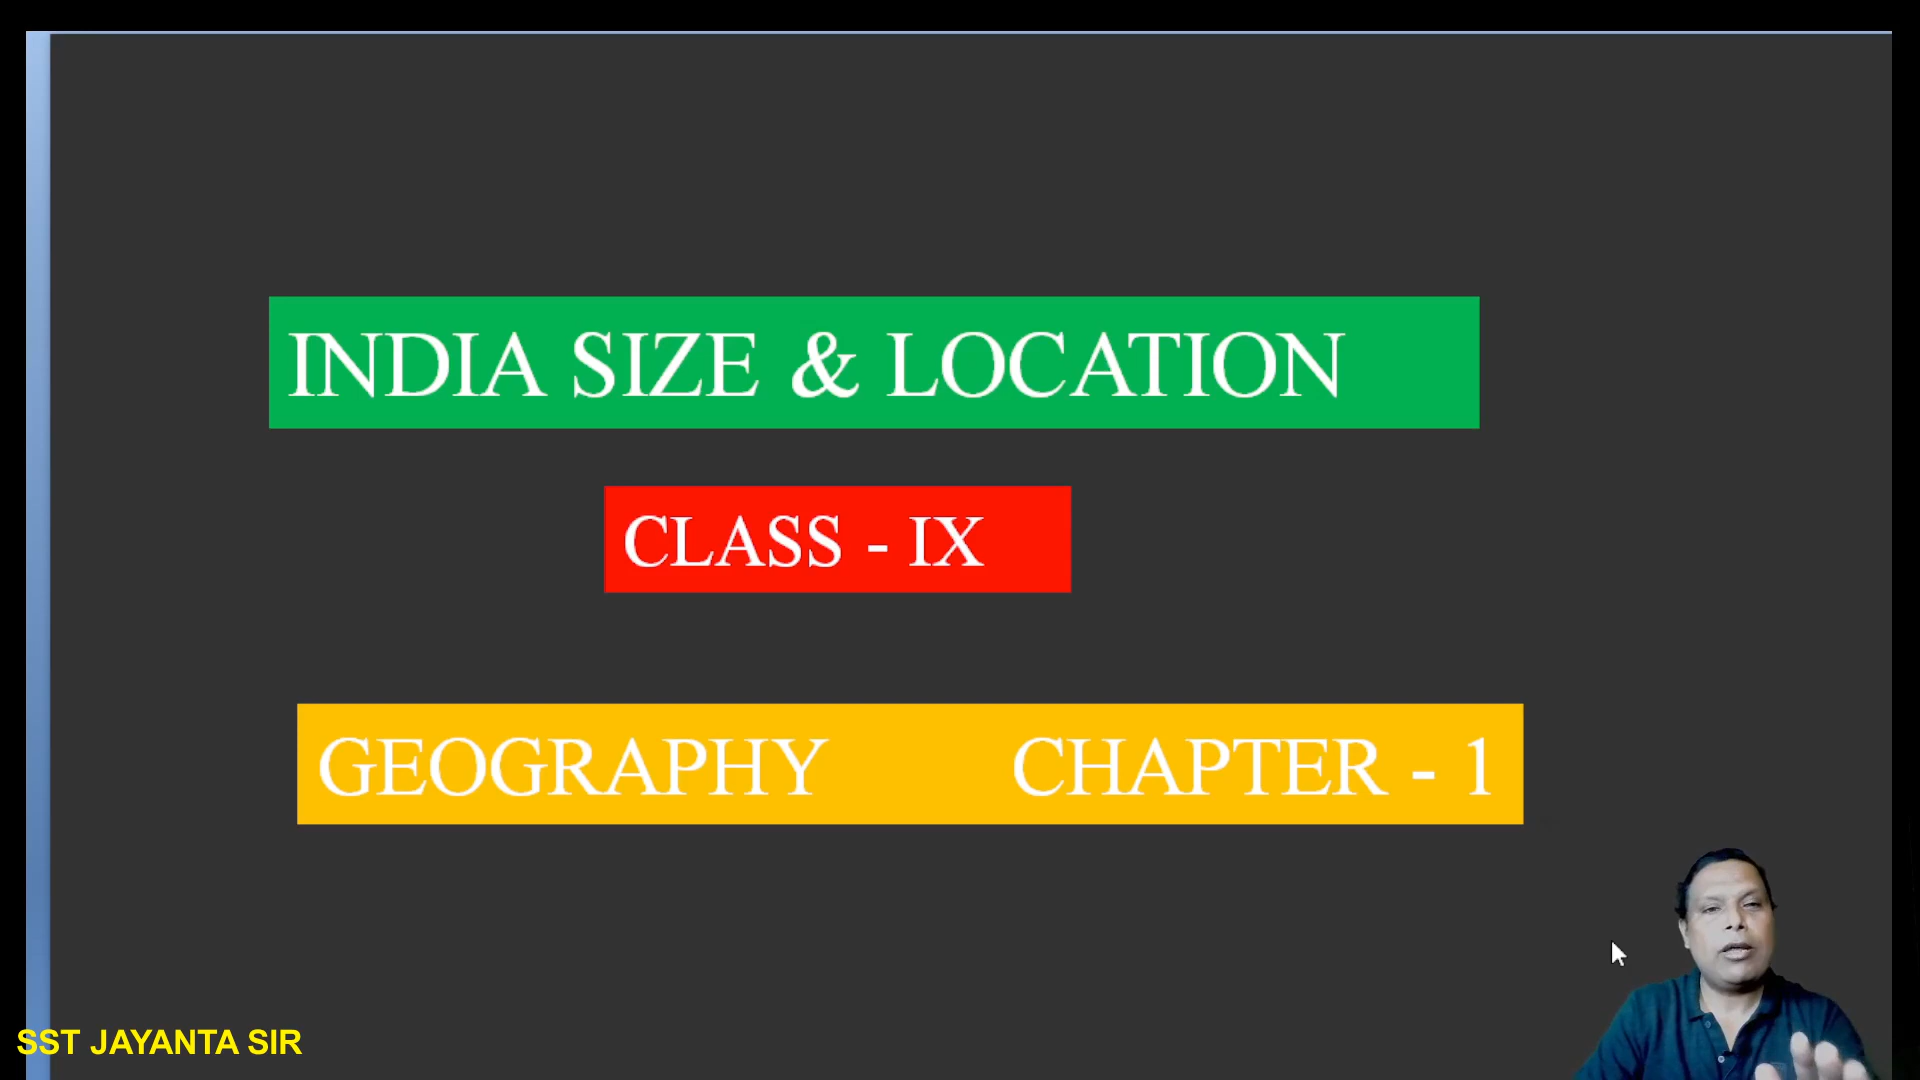 INDIA SIZE & LOCATION
CLASS - IX
GEOGRAPHY CHAPTER - 1
SST JAYANTA SIR